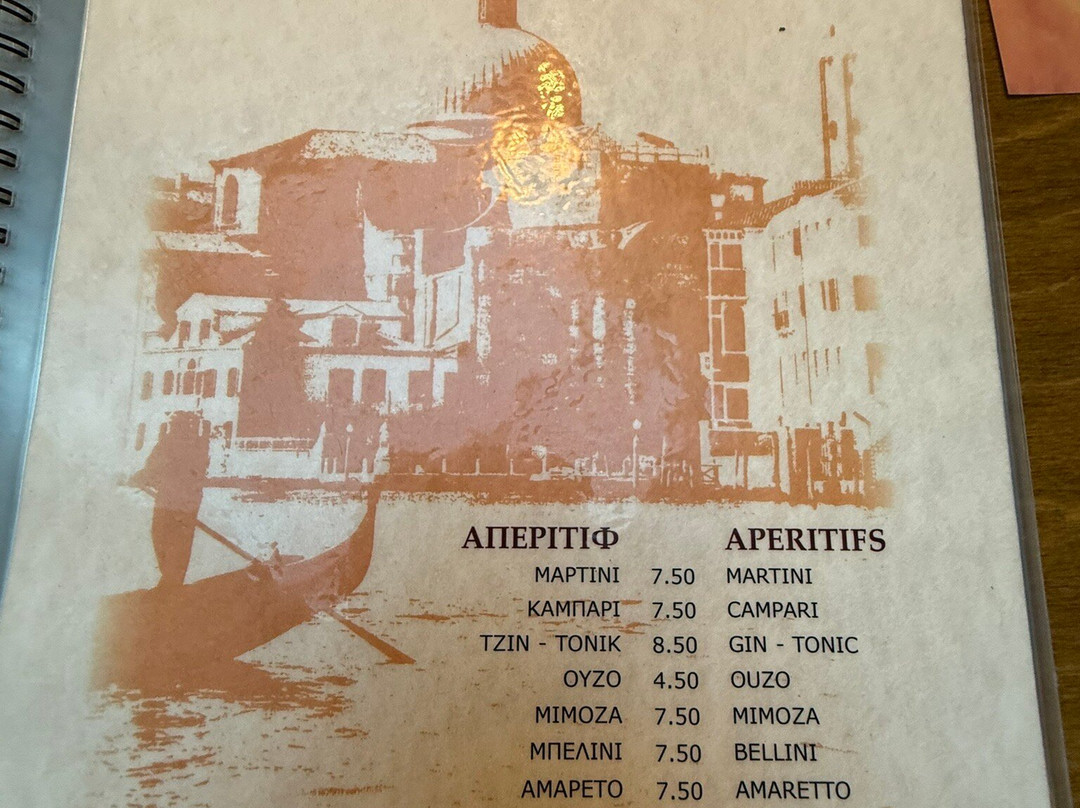 ΑΠΕΡΙΤΙΦ APERITIFS
ΜΑΡΤΙΝΙ 7.50 MARTINI
ΚΑΜΠΑΡΙ 7.50 CAMPARI
ΤΖΙΝ - ΤΟΝΙΚ 8.50 GIN - TONIC
ΟΥΖΟ 4.50 OUZO
ΜΙΜΟΖΑ 7.50 MIMOZA
ΜΠΕΛΙΝΙ 7.50 BELLINI
ΑΜΑΡΕΤΟ 7.50 AMARETTO